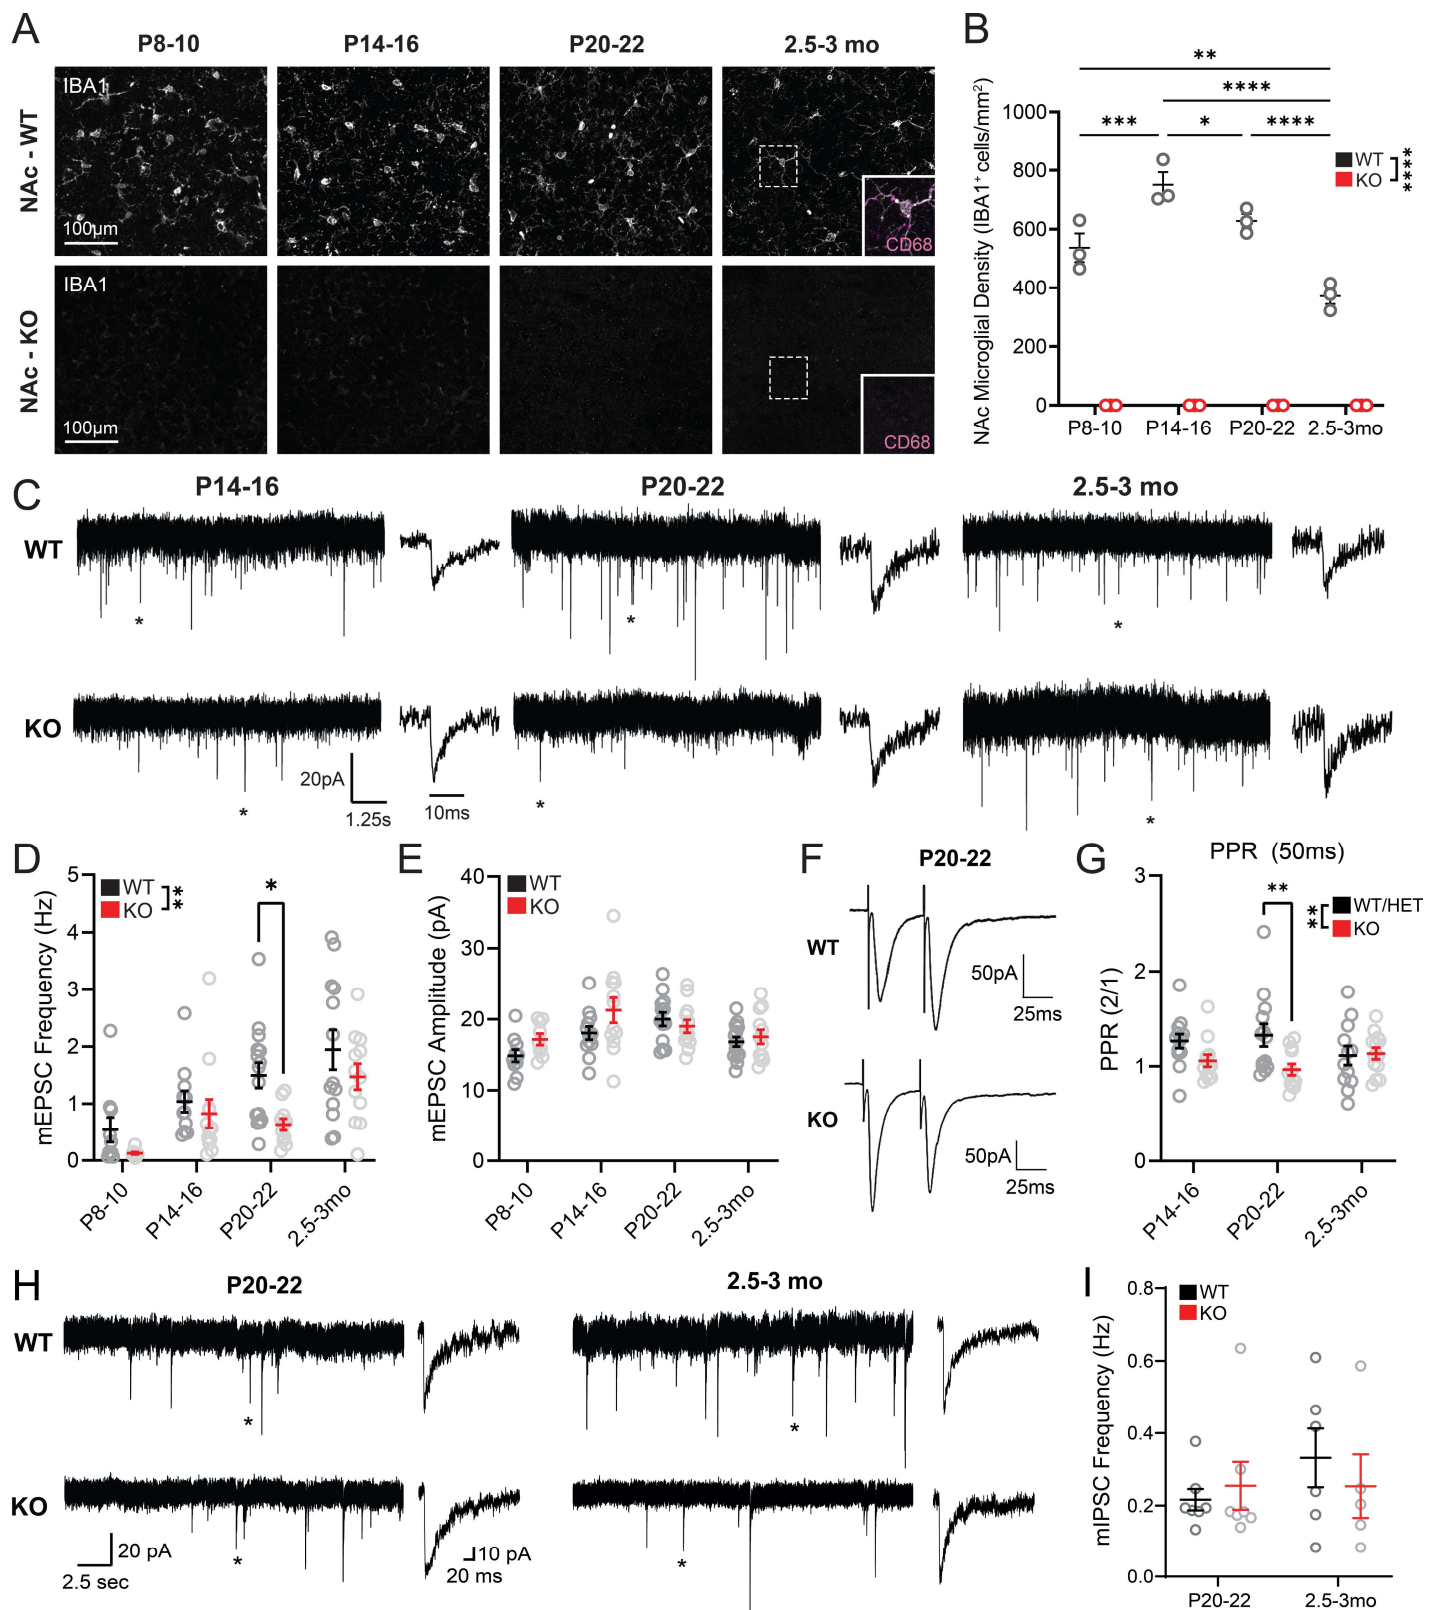 A
P8-10
P14-16
P20-22
2.5-3 mo
NAc - WT
IBA1
100µm
CD68
NAc - KO
IBA1
100µm
CD68
B
**
****
***
*
****
NAc Microglial Density (IBA1⁺ cells/mm²)
1000
800
600
400
200
0
WT
KO
****
P8-10
P14-16
P20-22
2.5-3mo
C
P14-16
P20-22
2.5-3 mo
WT
*
*
*
KO
*
*
*
20pA
1.25s
10ms
D
mEPSC Frequency (Hz)
5
4
3
2
1
0
WT
KO
**
*
P8-10
P14-16
P20-22
2.5-3mo
E
mEPSC Amplitude (pA)
40
30
20
10
0
WT
KO
P8-10
P14-16
P20-22
2.5-3mo
F
P20-22
WT
50pA
25ms
KO
50pA
25ms
G
PPR (50ms)
PPR (2/1)
3
2
1
0
**
WT/HET
KO
**
P14-16
P20-22
2.5-3mo
H
P20-22
2.5-3 mo
WT
*
*
KO
*
*
20 pA
2.5 sec
10 pA
20 ms
I
mIPSC Frequency (Hz)
0.8
0.6
0.4
0.2
0.0
WT
KO
P20-22
2.5-3mo